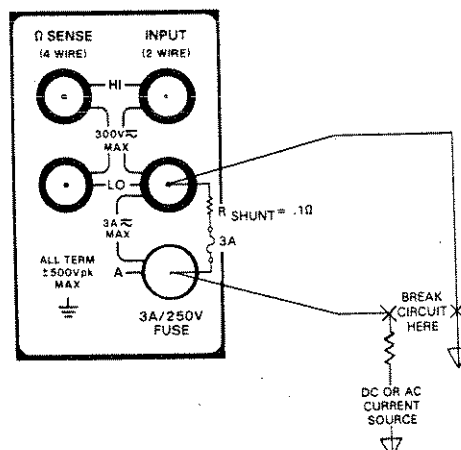 Ω SENSE
(4 WIRE)
INPUT
(2 WIRE)
HI
300V⎓
MAX
LO
R SHUNT = .1Ω
3A⎓
MAX
3A
ALL TERM
±500Vpk
MAX
A
3A/250V
FUSE
BREAK
CIRCUIT
HERE
DC OR AC
CURRENT
SOURCE